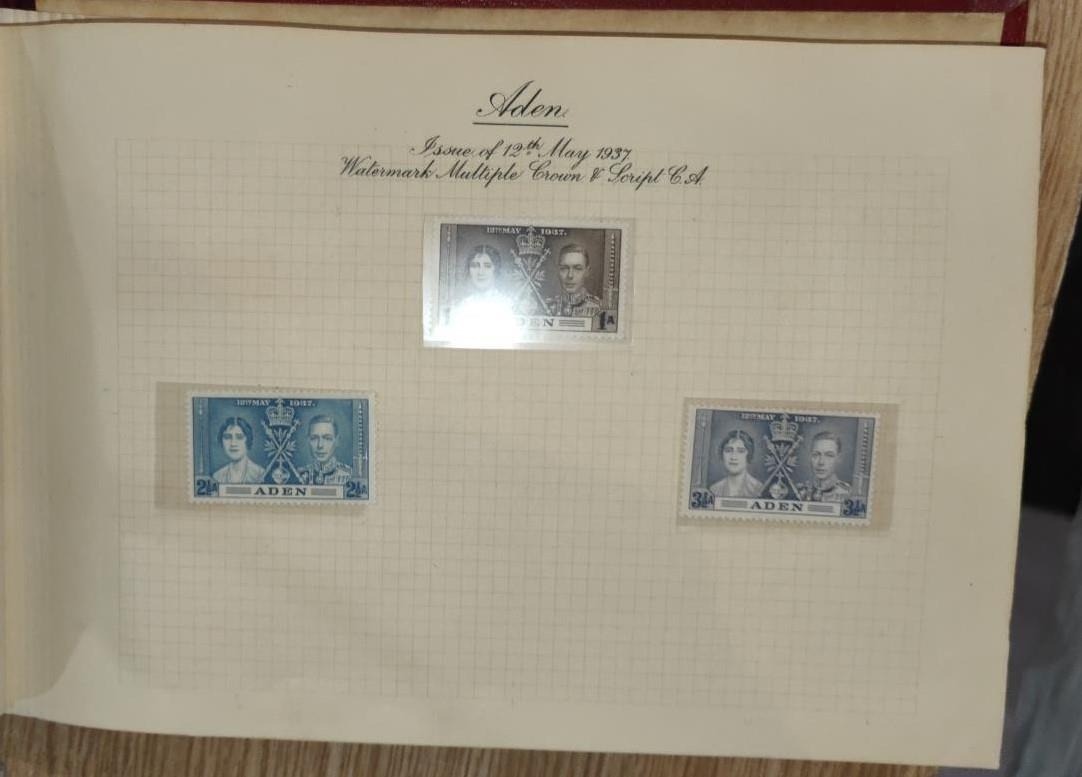 Aden.
Issue of 12th May 1937.
Watermark Multiple Crown & Script C.A.
12TH MAY 1937.
ADEN 1A
12TH MAY 1937.
2½A ADEN 2½A
12TH MAY 1937.
3½A ADEN 3½A